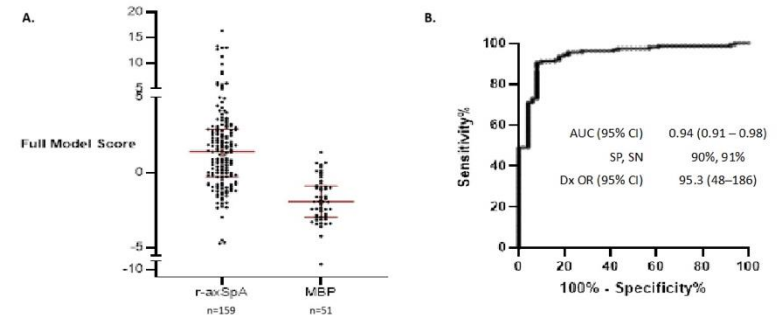 A.
20
15
10
5
5
0
-5
-10
Full Model Score
r-axSpA
MBP
n=159
n=51
B.
100
80
60
40
20
0
Sensitivity%
AUC (95% CI) 0.94 (0.91 – 0.98)
SP, SN 90%, 91%
Dx OR (95% CI) 95.3 (48–186)
0 20 40 60 80 100
100% - Specificity%